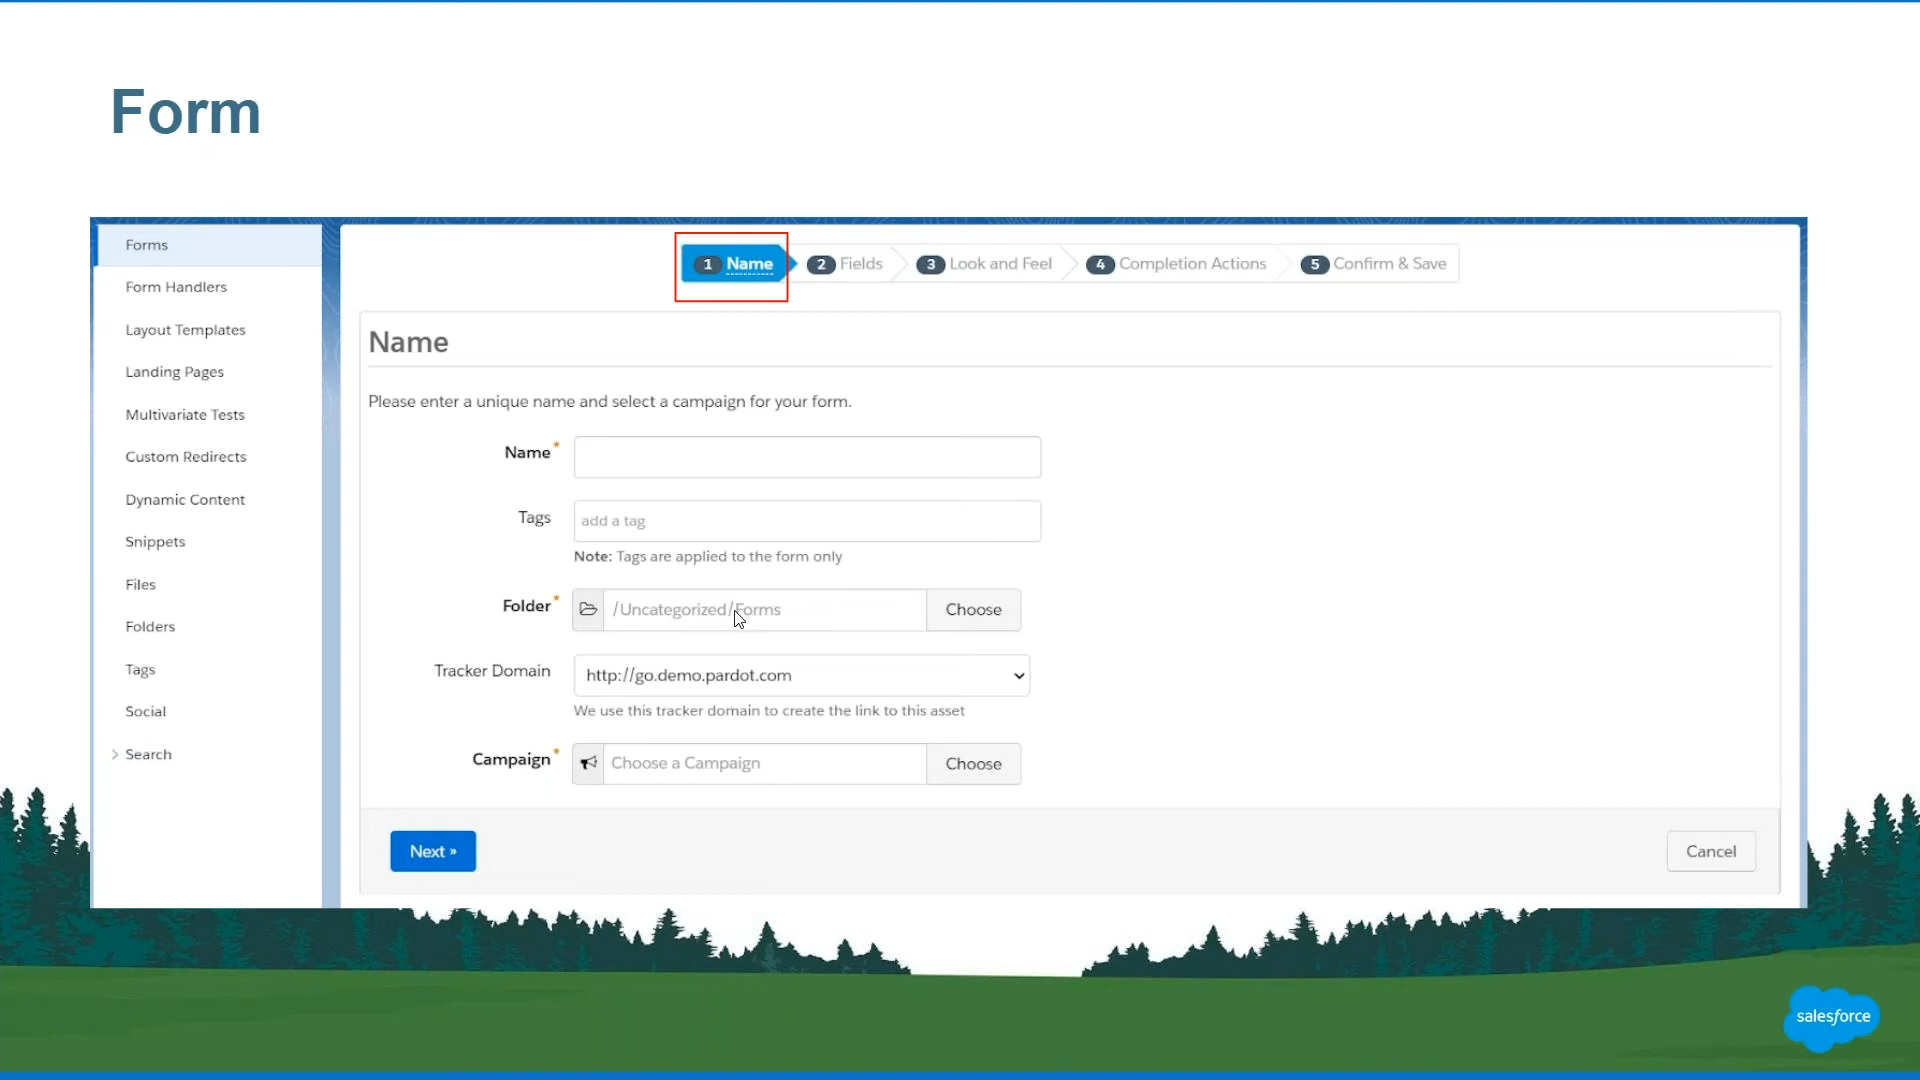 Form
Forms
Form Handlers
Layout Templates
Landing Pages
Multivariate Tests
Custom Redirects
Dynamic Content
Snippets
Files
Folders
Tags
Social
Search
1 Name 2 Fields 3 Look and Feel 4 Completion Actions 5 Confirm & Save
Name
Please enter a unique name and select a campaign for your form.
Name*
Tags add a tag
Note: Tags are applied to the form only
Folder* /Uncategorized/Forms Choose
Tracker Domain http://go.demo.pardot.com
We use this tracker domain to create the link to this asset
Campaign* Choose a Campaign Choose
Next » Cancel
salesforce